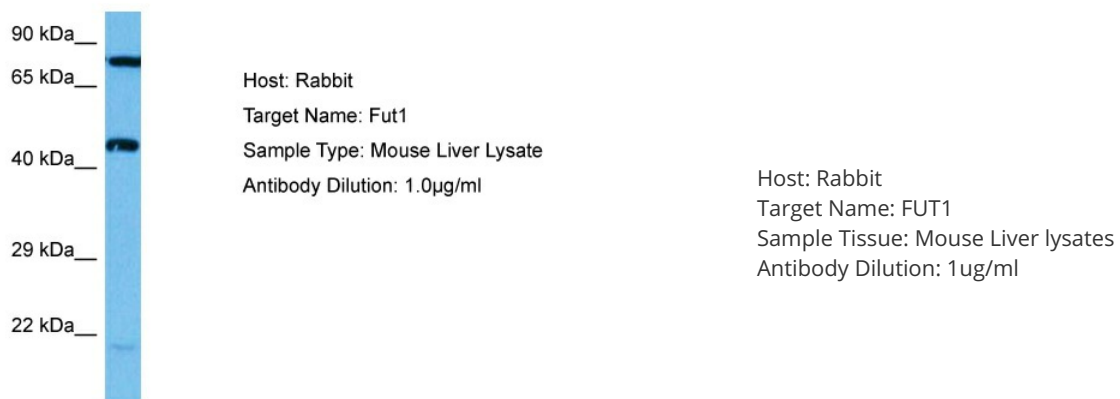 90 kDa__
65 kDa__
40 kDa__
29 kDa__
22 kDa__
Host: Rabbit
Target Name: Fut1
Sample Type: Mouse Liver Lysate
Antibody Dilution: 1.0µg/ml
Host: Rabbit
Target Name: FUT1
Sample Tissue: Mouse Liver lysates
Antibody Dilution: 1ug/ml